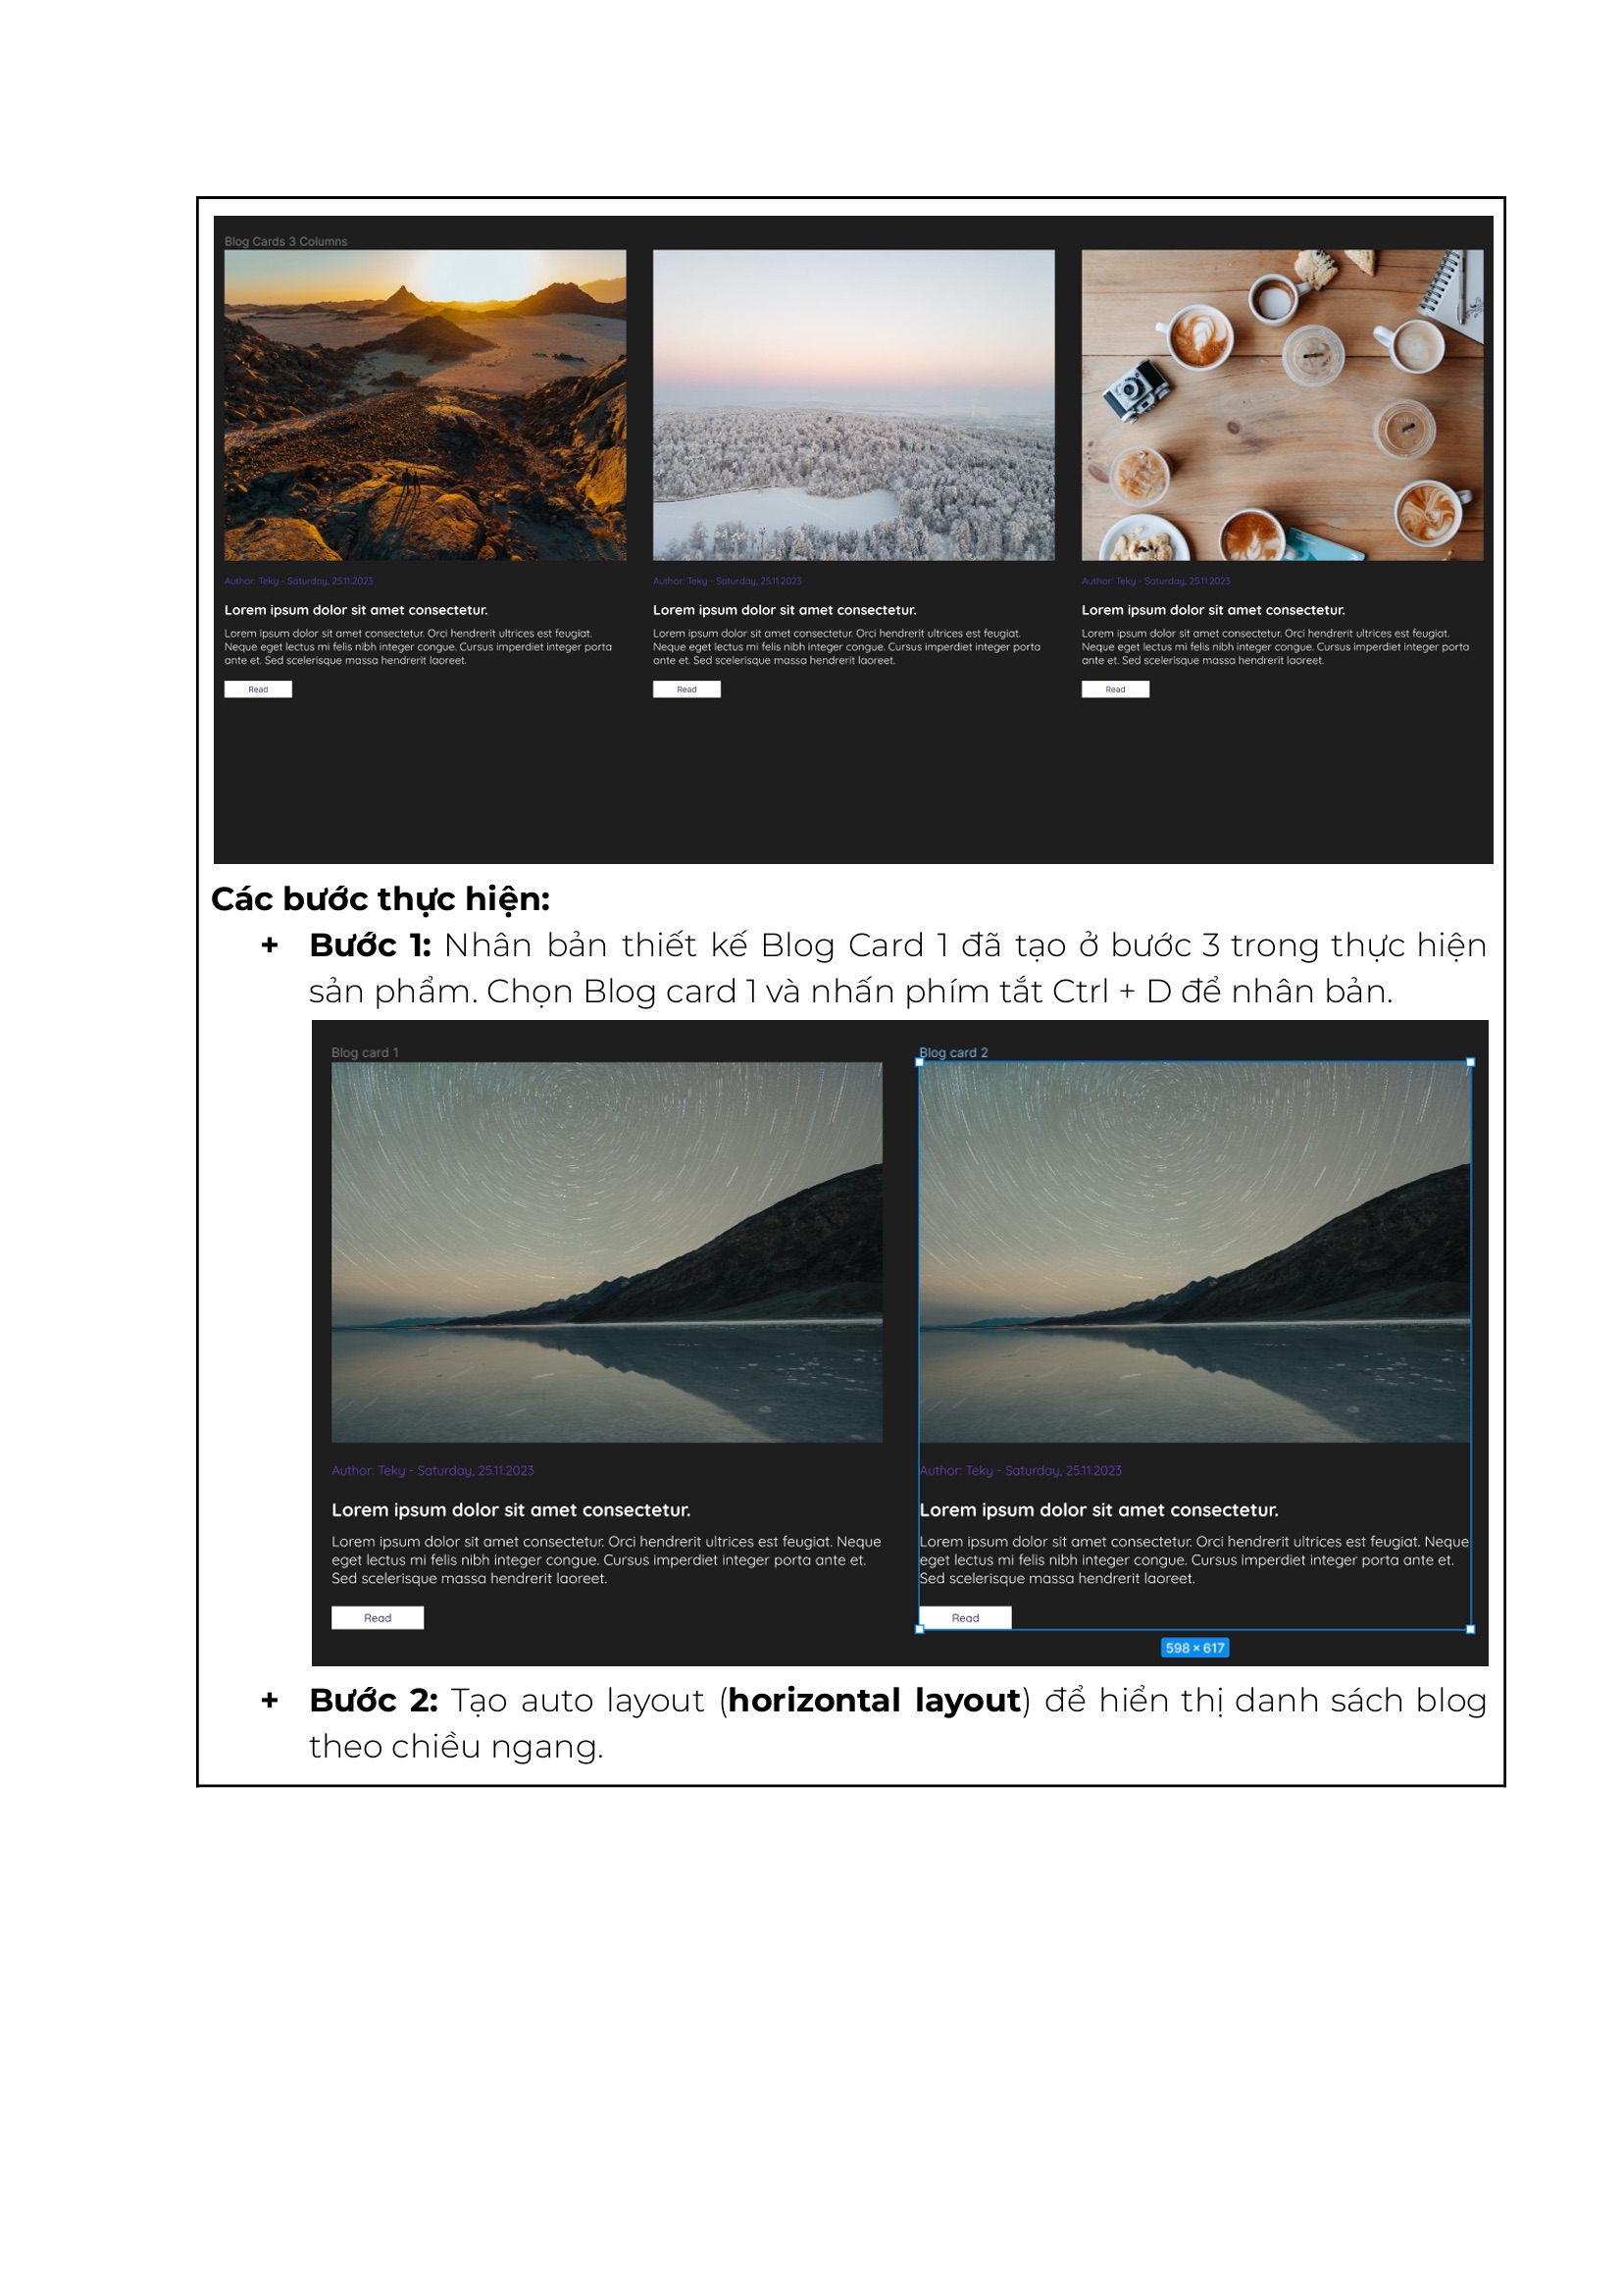 Blog Cards 3 Columns
Author: Teky - Saturday, 25.11.2023
Lorem ipsum dolor sit amet consectetur.
Lorem ipsum dolor sit amet consectetur. Orci hendrerit ultrices est feugiat.
Neque eget lectus mi felis nibh integer congue. Cursus imperdiet integer porta
ante et. Sed scelerisque massa hendrerit laoreet.
Read
Author: Teky - Saturday, 25.11.2023
Lorem ipsum dolor sit amet consectetur.
Lorem ipsum dolor sit amet consectetur. Orci hendrerit ultrices est feugiat.
Neque eget lectus mi felis nibh integer congue. Cursus imperdiet integer porta
ante et. Sed scelerisque massa hendrerit laoreet.
Read
Author: Teky - Saturday, 25.11.2023
Lorem ipsum dolor sit amet consectetur.
Lorem ipsum dolor sit amet consectetur. Orci hendrerit ultrices est feugiat.
Neque eget lectus mi felis nibh integer congue. Cursus imperdiet integer porta
ante et. Sed scelerisque massa hendrerit laoreet.
Read
Các bước thực hiện:
+ Bước 1: Nhân bản thiết kế Blog Card 1 đã tạo ở bước 3 trong thực hiện
sản phẩm. Chọn Blog card 1 và nhấn phím tắt Ctrl + D để nhân bản.
Blog card 1
Author: Teky - Saturday, 25.11.2023
Lorem ipsum dolor sit amet consectetur.
Lorem ipsum dolor sit amet consectetur. Orci hendrerit ultrices est feugiat. Neque
eget lectus mi felis nibh integer congue. Cursus imperdiet integer porta ante et.
Sed scelerisque massa hendrerit laoreet.
Read
Blog card 2
Author: Teky - Saturday, 25.11.2023
Lorem ipsum dolor sit amet consectetur.
Lorem ipsum dolor sit amet consectetur. Orci hendrerit ultrices est feugiat. Neque
eget lectus mi felis nibh integer congue. Cursus imperdiet integer porta ante et.
Sed scelerisque massa hendrerit laoreet.
Read
598 × 617
+ Bước 2: Tạo auto layout (horizontal layout) để hiển thị danh sách blog
theo chiều ngang.